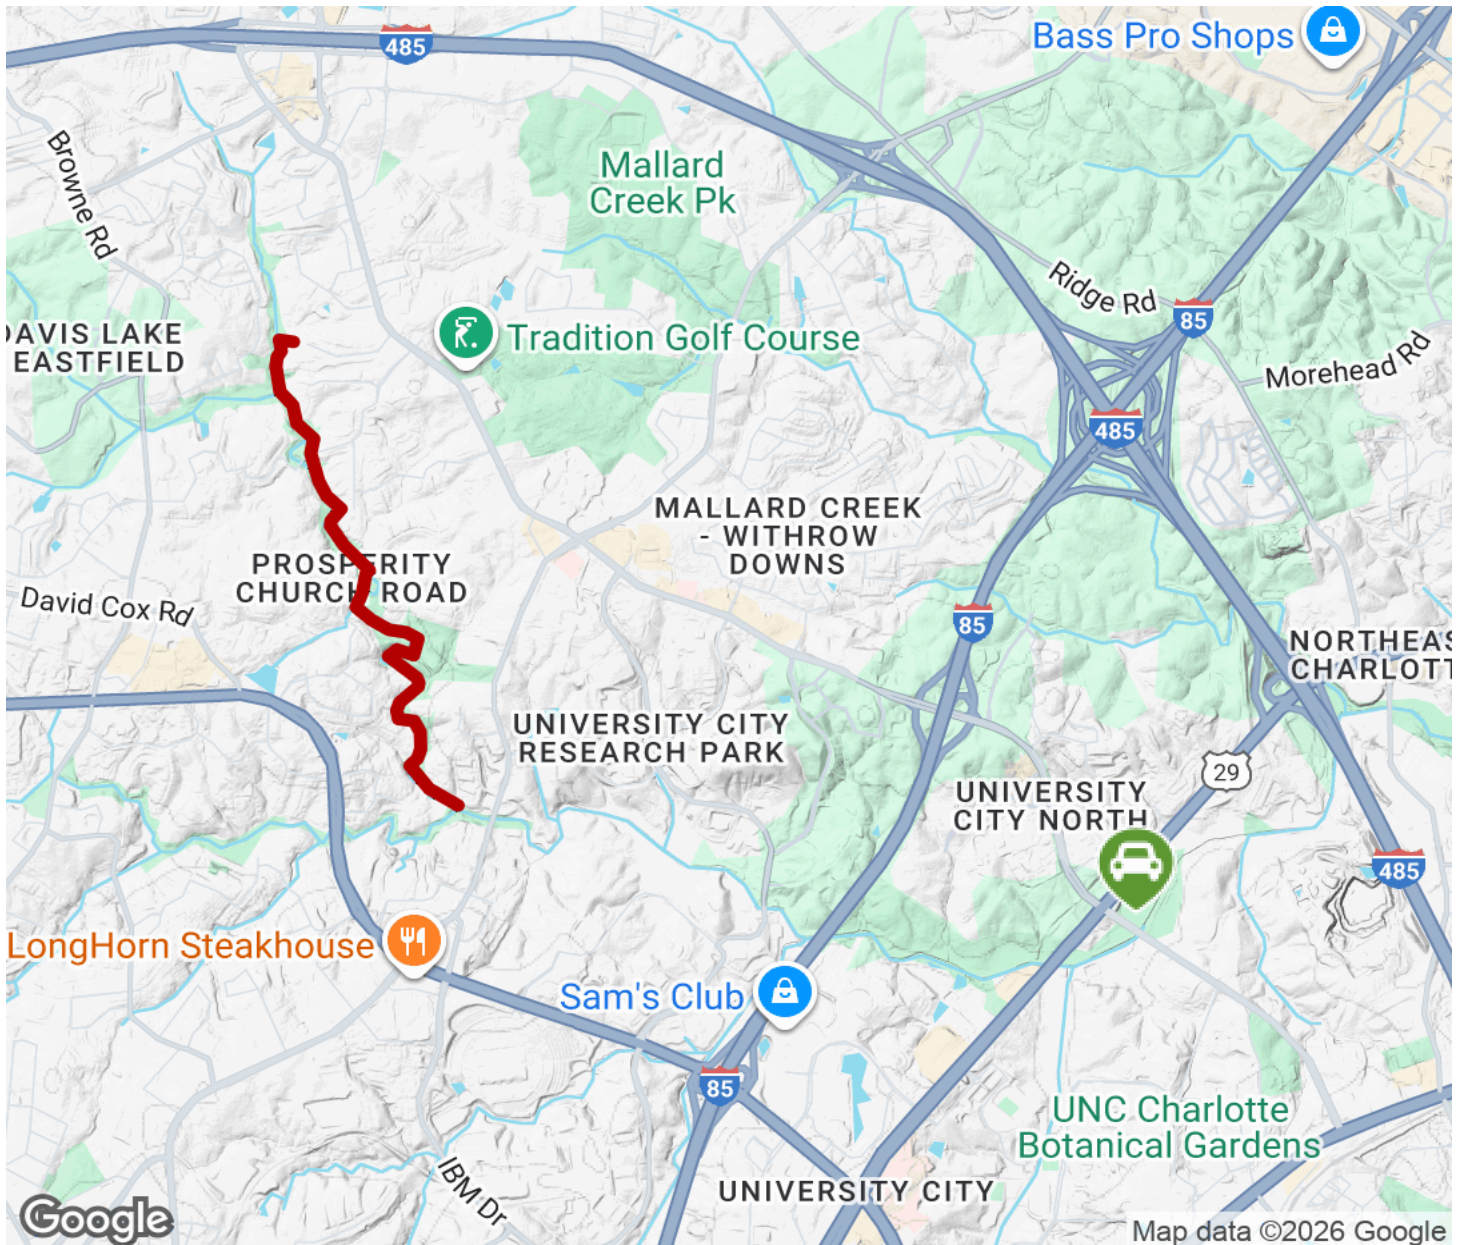 485
Bass Pro Shops
Browne Rd
Mallard
Creek Pk
Ridge Rd
85
DAVIS LAKE
EASTFIELD
Tradition Golf Course
Morehead Rd
485
MALLARD CREEK
- WITHROW
DOWNS
PROSPERITY
CHURCH ROAD
David Cox Rd
85
NORTHEAS
CHARLOTT
UNIVERSITY CITY
RESEARCH PARK
29
UNIVERSITY
CITY NORTH
485
LongHorn Steakhouse
Sam's Club
85
UNC Charlotte
Botanical Gardens
IBM Dr
UNIVERSITY CITY
Google
Map data ©2026 Google